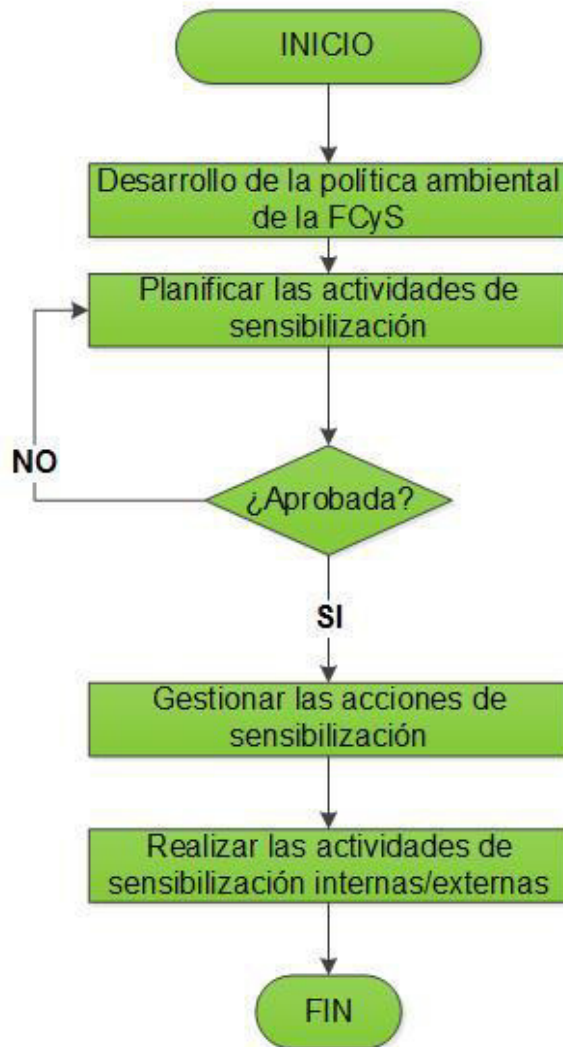 INICIO
Desarrollo de la política ambiental
de la FCyS
Planificar las actividades de
sensibilización
NO
¿Aprobada?
SI
Gestionar las acciones de
sensibilización
Realizar las actividades de
sensibilización internas/externas
FIN